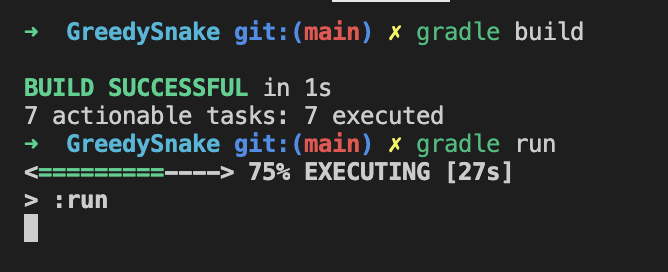 ➜ GreedySnake git:(main) ✗ gradle build
BUILD SUCCESSFUL in 1s
7 actionable tasks: 7 executed
➜ GreedySnake git:(main) ✗ gradle run
<=========----> 75% EXECUTING [27s]
> :run